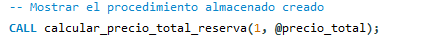 -- Mostrar el procedimiento almacenado creado
CALL calcular_precio_total_reserva(1, @precio_total);